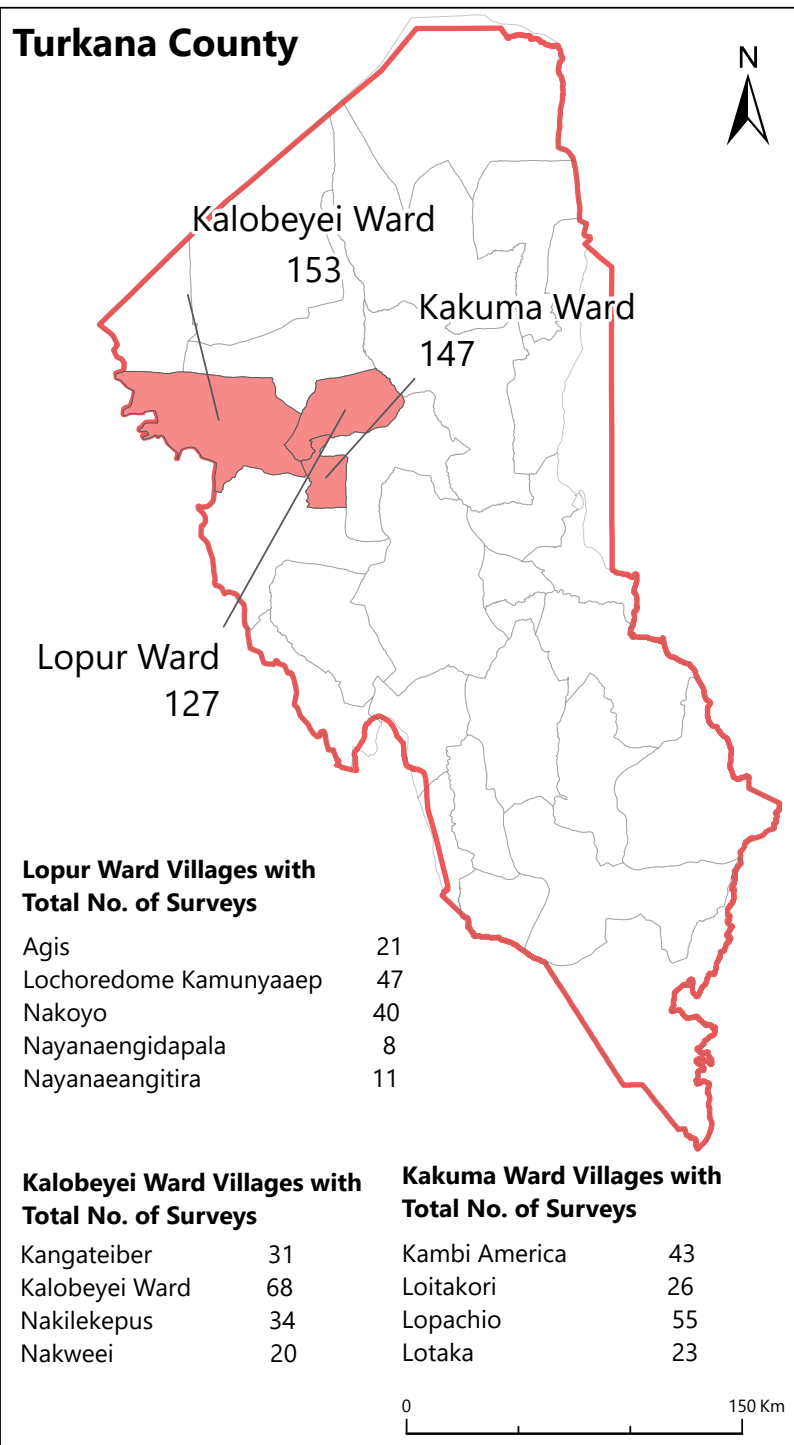 Turkana County
N
Kalobeyei Ward
153
Kakuma Ward
147
Lopur Ward
127
Lopur Ward Villages with
Total No. of Surveys
Agis 21
Lochoredome Kamunyaaep 47
Nakoyo 40
Nayanaengidapala 8
Nayanaeangitira 11
Kalobeyei Ward Villages with
Total No. of Surveys
Kangateiber 31
Kalobeyei Ward 68
Nakilekepus 34
Nakweei 20
Kakuma Ward Villages with
Total No. of Surveys
Kambi America 43
Loitakori 26
Lopachio 55
Lotaka 23
0 150 Km